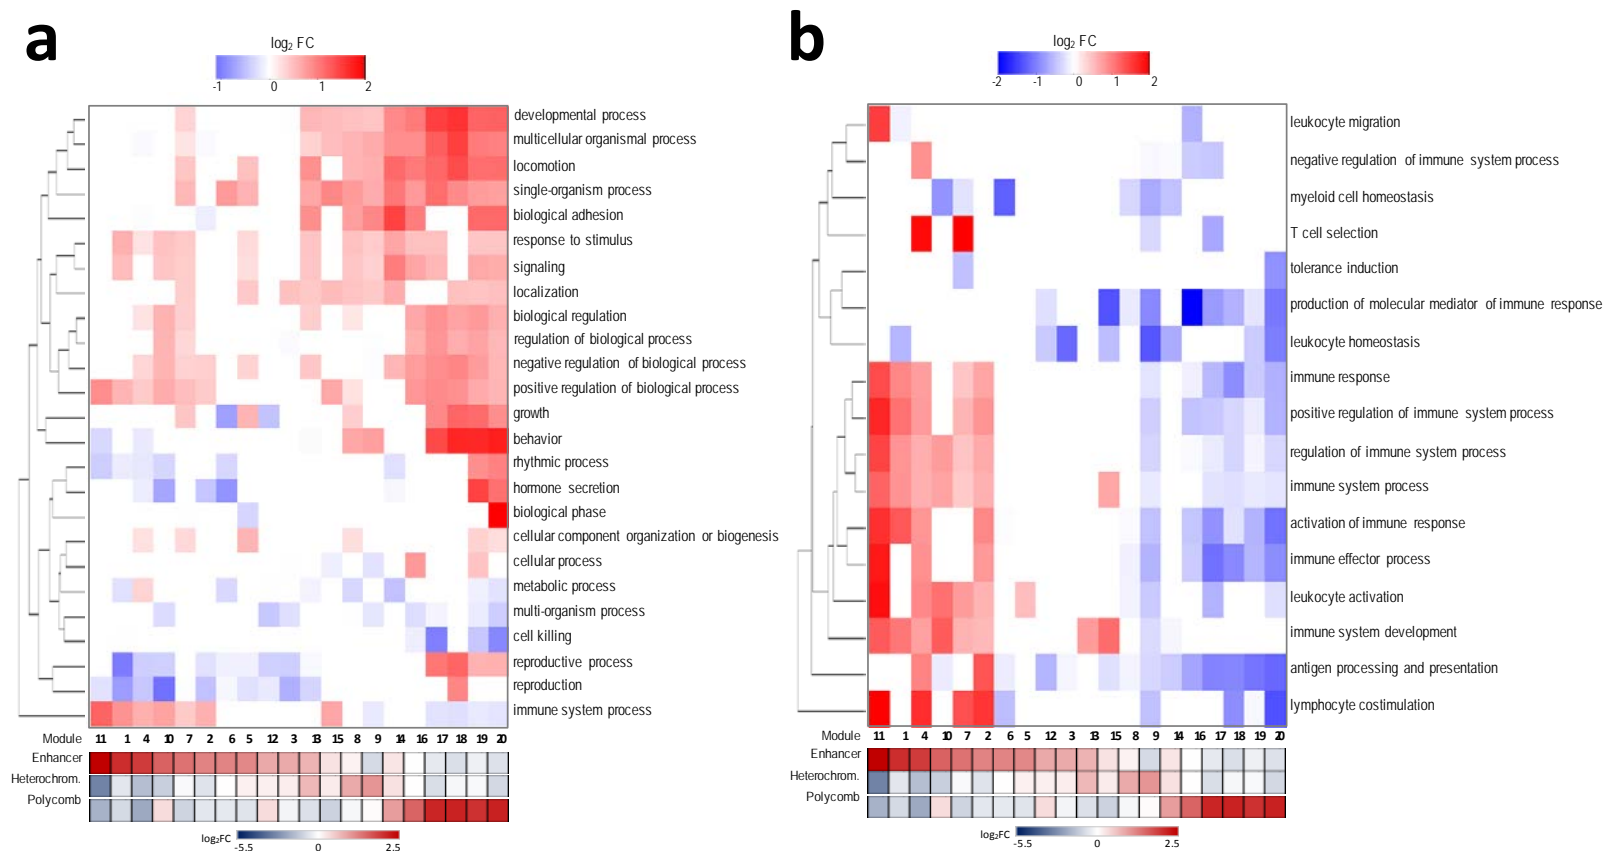 a
log2 FC
-1 0 1 2
developmental process
multicellular organismal process
locomotion
single-organism process
biological adhesion
response to stimulus
signaling
localization
biological regulation
regulation of biological process
negative regulation of biological process
positive regulation of biological process
growth
behavior
rhythmic process
hormone secretion
biological phase
cellular component organization or biogenesis
cellular process
metabolic process
multi-organism process
cell killing
reproductive process
reproduction
immune system process
Module 11 1 4 10 7 2 6 5 12 3 13 15 8 9 14 16 17 18 19 20
Enhancer
Heterochrom.
Polycomb
log2FC
-5.5 0 2.5
b
log2 FC
-2 -1 0 1 2
leukocyte migration
negative regulation of immune system process
myeloid cell homeostasis
T cell selection
tolerance induction
production of molecular mediator of immune response
leukocyte homeostasis
immune response
positive regulation of immune system process
regulation of immune system process
immune system process
activation of immune response
immune effector process
leukocyte activation
immune system development
antigen processing and presentation
lymphocyte costimulation
Module 11 1 4 10 7 2 6 5 12 3 13 15 8 9 14 16 17 18 19 20
Enhancer
Heterochrom.
Polycomb
log2FC
-5.5 0 2.5